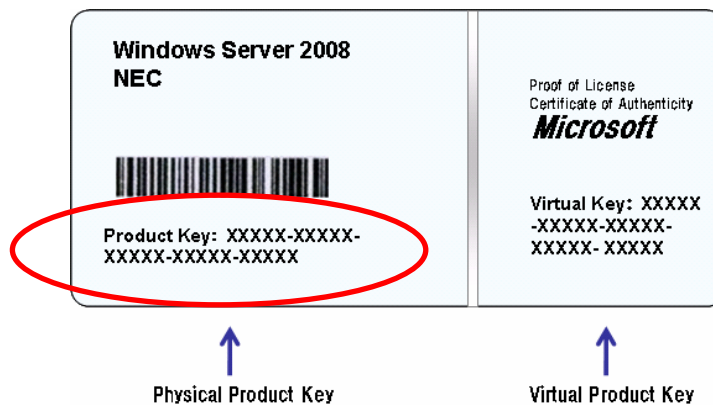 Windows Server 2008
NEC
Product Key: XXXXX-XXXXX-
XXXXX-XXXXX-XXXXX
Proof of License
Certificate of Authenticity
Microsoft
Virtual Key: XXXXX
-XXXXX-XXXXX-
XXXXX- XXXXX
Physical Product Key
Virtual Product Key